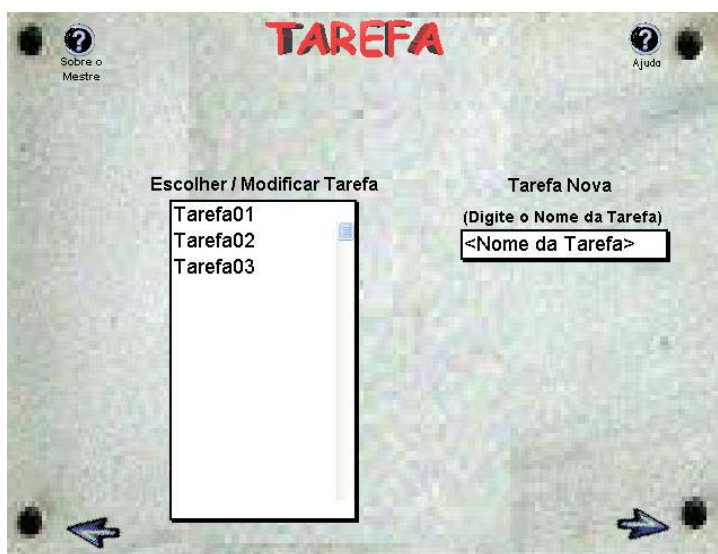 TAREFA
Sobre o
Mestre
Ajuda
Escolher / Modificar Tarefa
Tarefa01
Tarefa02
Tarefa03
Tarefa Nova
(Digite o Nome da Tarefa)
<Nome da Tarefa>